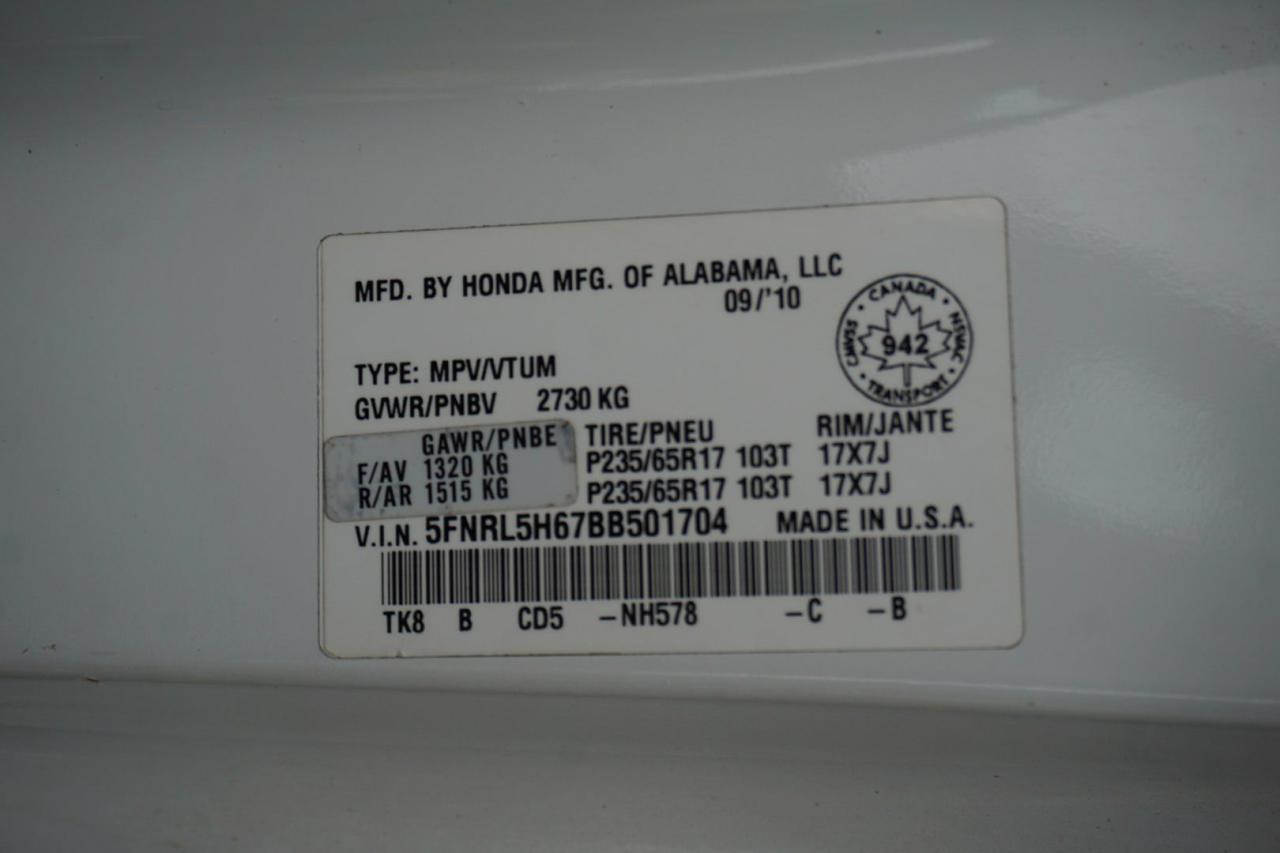 MFD. BY HONDA MFG. OF ALABAMA, LLC
09/'10
CANADA
CMVSS 942 NSVAC
TRANSPORT
TYPE: MPV/VTUM
GVWR/PNBV 2730 KG
GAWR/PNBE TIRE/PNEU RIM/JANTE
F/AV 1320 KG P235/65R17 103T 17X7J
R/AR 1515 KG P235/65R17 103T 17X7J
V.I.N. 5FNRL5H67BB501704 MADE IN U.S.A.
TK8 B CD5 -NH578 -C -B